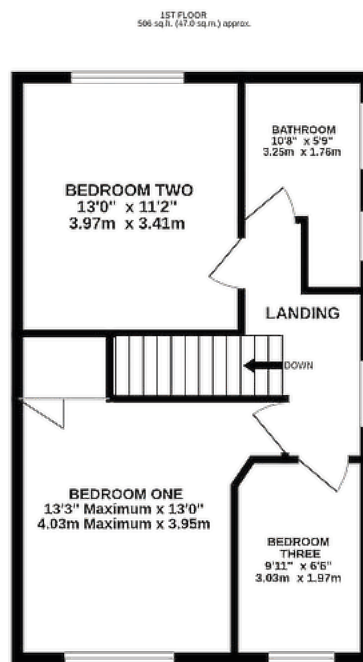 1ST FLOOR
506 sq.ft. (47.0 sq.m.) approx.
BATHROOM
10'8" x 5'9"
3.25m x 1.76m
BEDROOM TWO
13'0" x 11'2"
3.97m x 3.41m
LANDING
DOWN
BEDROOM ONE
13'3" Maximum x 13'0"
4.03m Maximum x 3.95m
BEDROOM
THREE
9'11" x 6'6"
3.03m x 1.97m